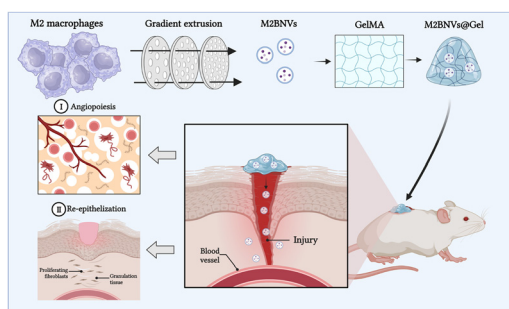 M2 macrophages
Gradient extrusion
M2BNVs
GelMA
M2BNVs@Gel
I Angiopoiesis
II Re-epithelization
Proliferating
fibroblasts
Granulation
tissue
Blood
vessel
Injury